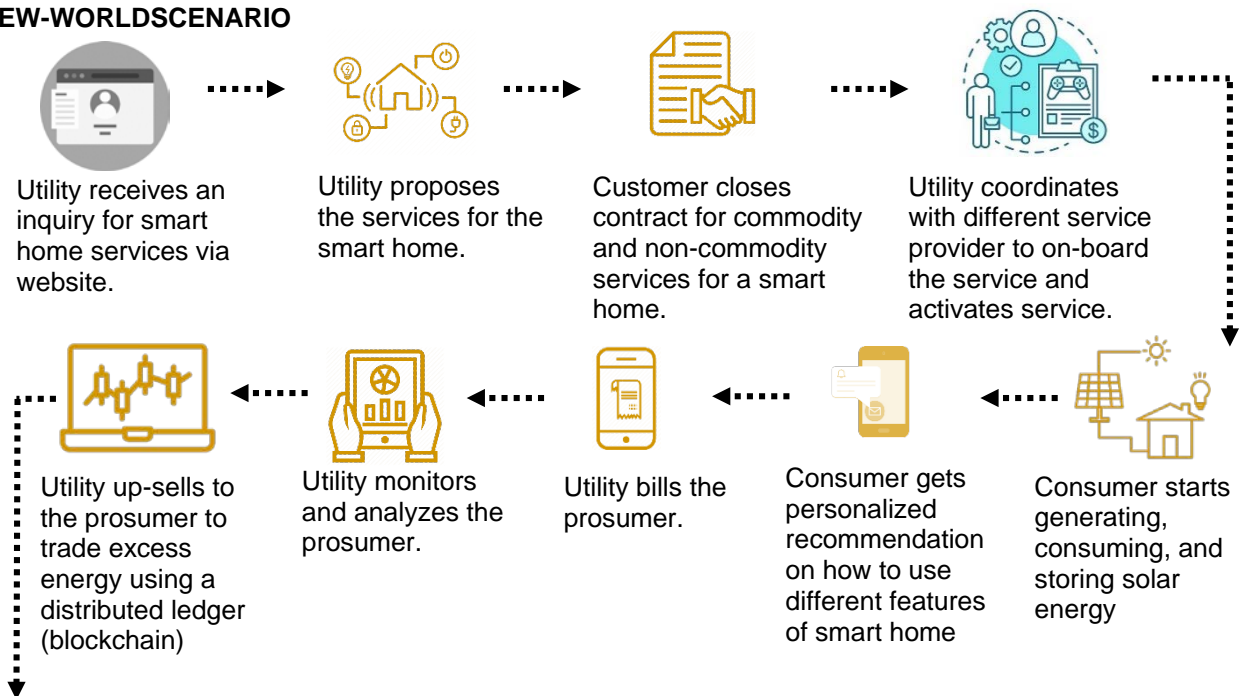 EW-WORLDSCENARIO
Utility receives an
inquiry for smart
home services via
website.
Utility proposes
the services for the
smart home.
Customer closes
contract for commodity
and non-commodity
services for a smart
home.
Utility coordinates
with different service
provider to on-board
the service and
activates service.
Consumer starts
generating,
consuming, and
storing solar
energy
Consumer gets
personalized
recommendation
on how to use
different features
of smart home
Utility bills the
prosumer.
Utility monitors
and analyzes the
prosumer.
Utility up-sells to
the prosumer to
trade excess
energy using a
distributed ledger
(blockchain)